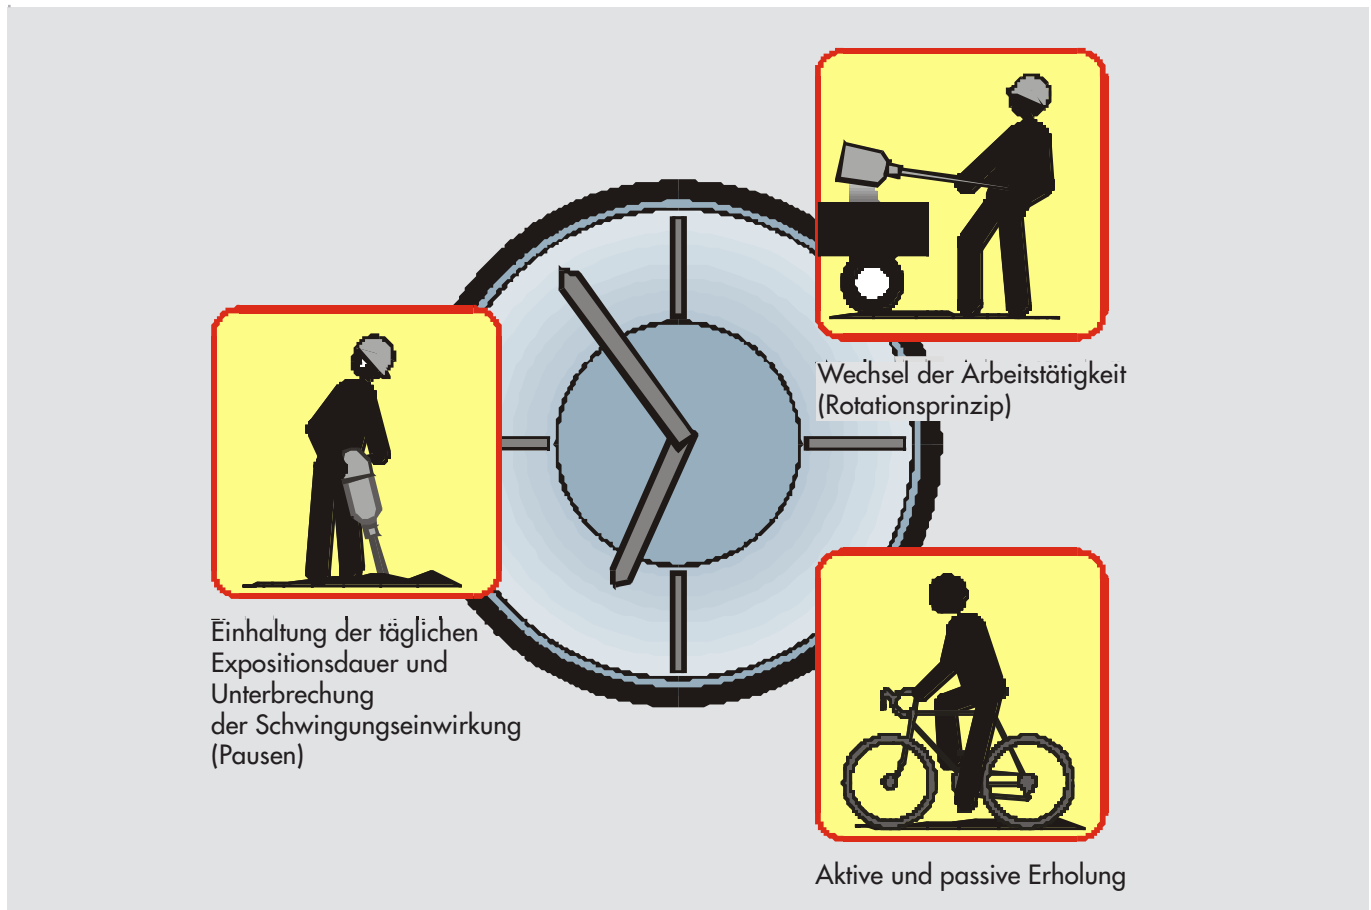 Wechsel der Arbeitstätigkeit
(Rotationsprinzip)
Einhaltung der täglichen
Expositionsdauer und
Unterbrechung
der Schwingungseinwirkung
(Pausen)
Aktive und passive Erholung